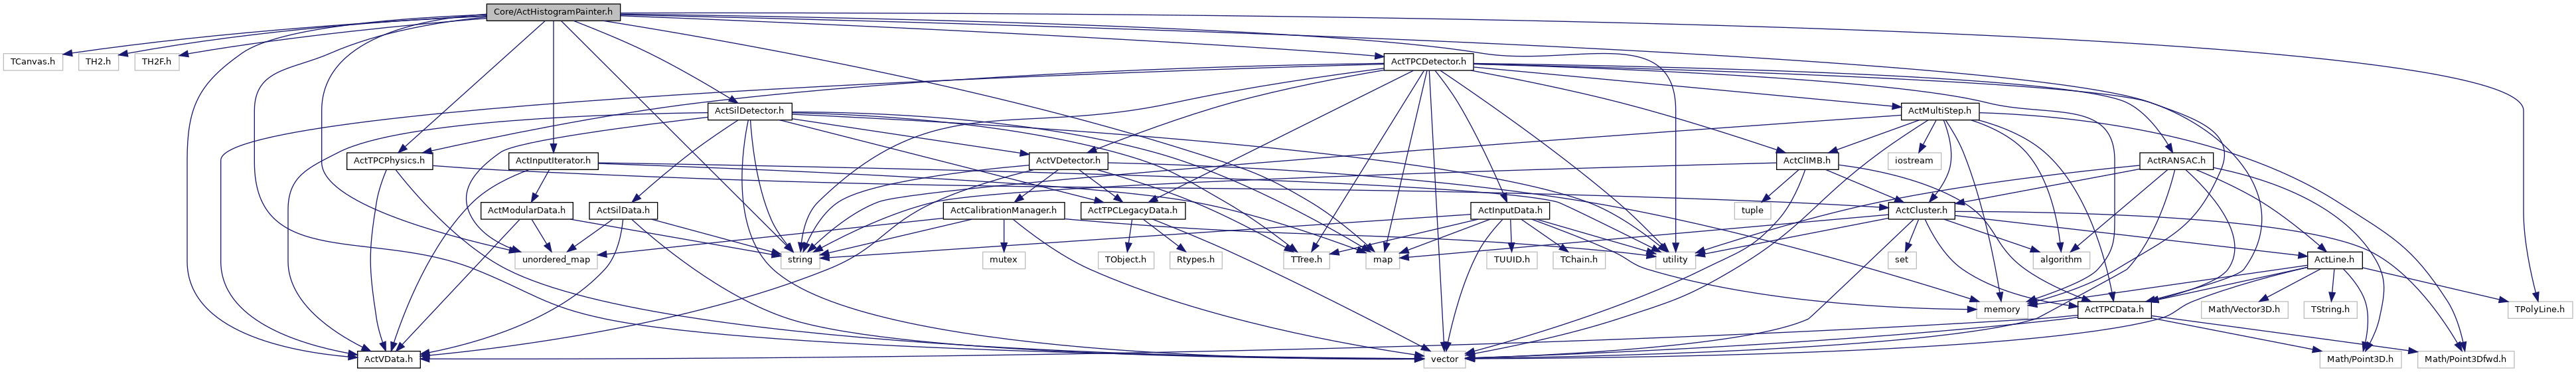 Core/ActHistogramPainter.h
TCanvas.h
TH2.h
TH2F.h
ActTPCDetector.h
ActSilDetector.h
ActMultiStep.h
ActTPCPhysics.h
ActInputIterator.h
ActVDetector.h
ActClIMB.h
iostream
ActRANSAC.h
ActModularData.h
ActSilData.h
ActCalibrationManager.h
ActTPCLegacyData.h
ActInputData.h
tuple
ActCluster.h
unordered_map
string
mutex
TObject.h
Rtypes.h
TTree.h
map
TUUID.h
TChain.h
utility
set
algorithm
ActLine.h
memory
ActTPCData.h
Math/Vector3D.h
TString.h
TPolyLine.h
ActVData.h
vector
Math/Point3D.h
Math/Point3Dfwd.h